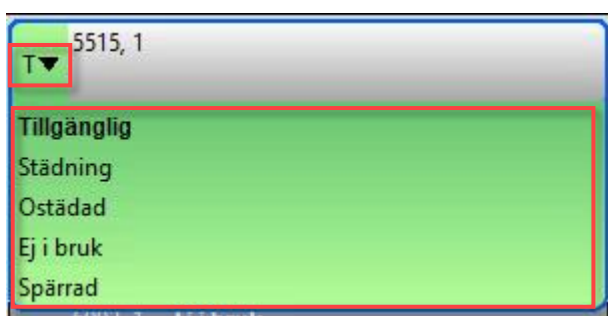 5515, 1
T▼
Tillgänglig
Städning
Ostädad
Ej i bruk
Spärrad